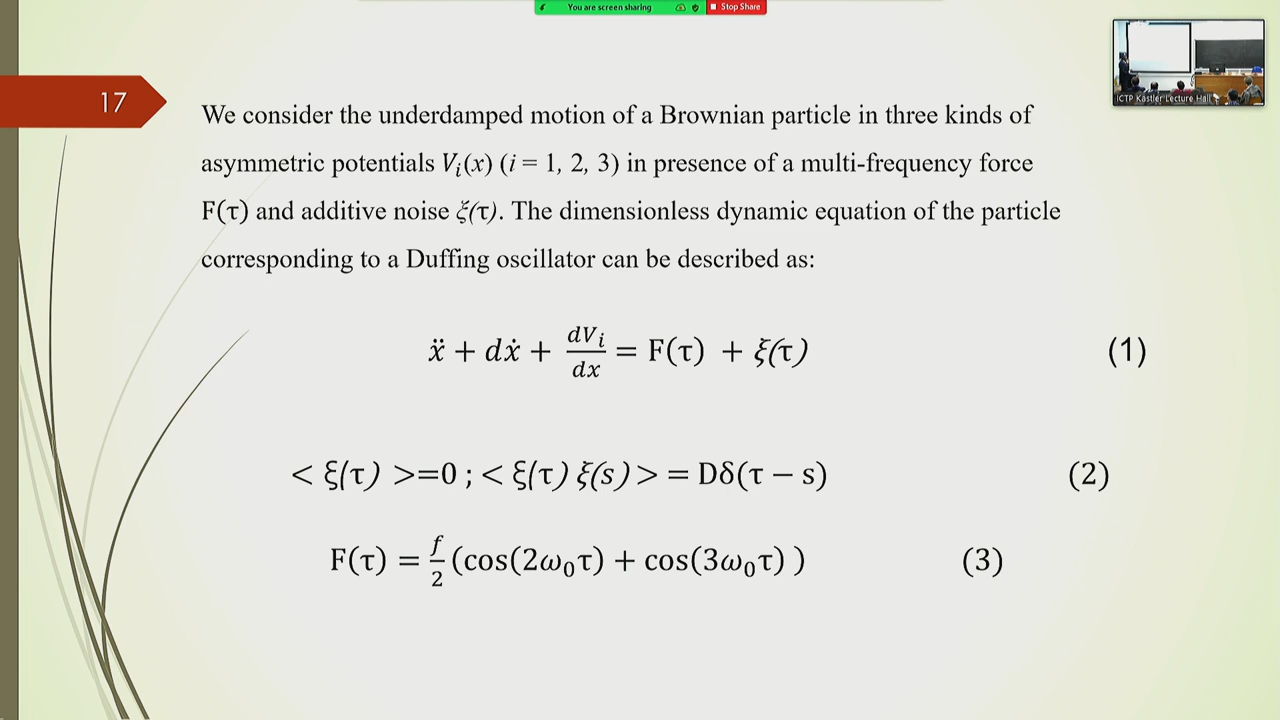 You are screen sharing
Stop Share
ICTP Kastler Lecture Hall
17
We consider the underdamped motion of a Brownian particle in three kinds of
asymmetric potentials Vᵢ(x) (i = 1, 2, 3) in presence of a multi-frequency force
F(τ) and additive noise ξ(τ). The dimensionless dynamic equation of the particle
corresponding to a Duffing oscillator can be described as:
ẍ + dẋ + dVᵢ/dx = F(τ) + ξ(τ) (1)
< ξ(τ) >=0 ; < ξ(τ) ξ(s) > = Dδ(τ − s) (2)
F(τ) = f/2 (cos(2ω₀τ) + cos(3ω₀τ) ) (3)